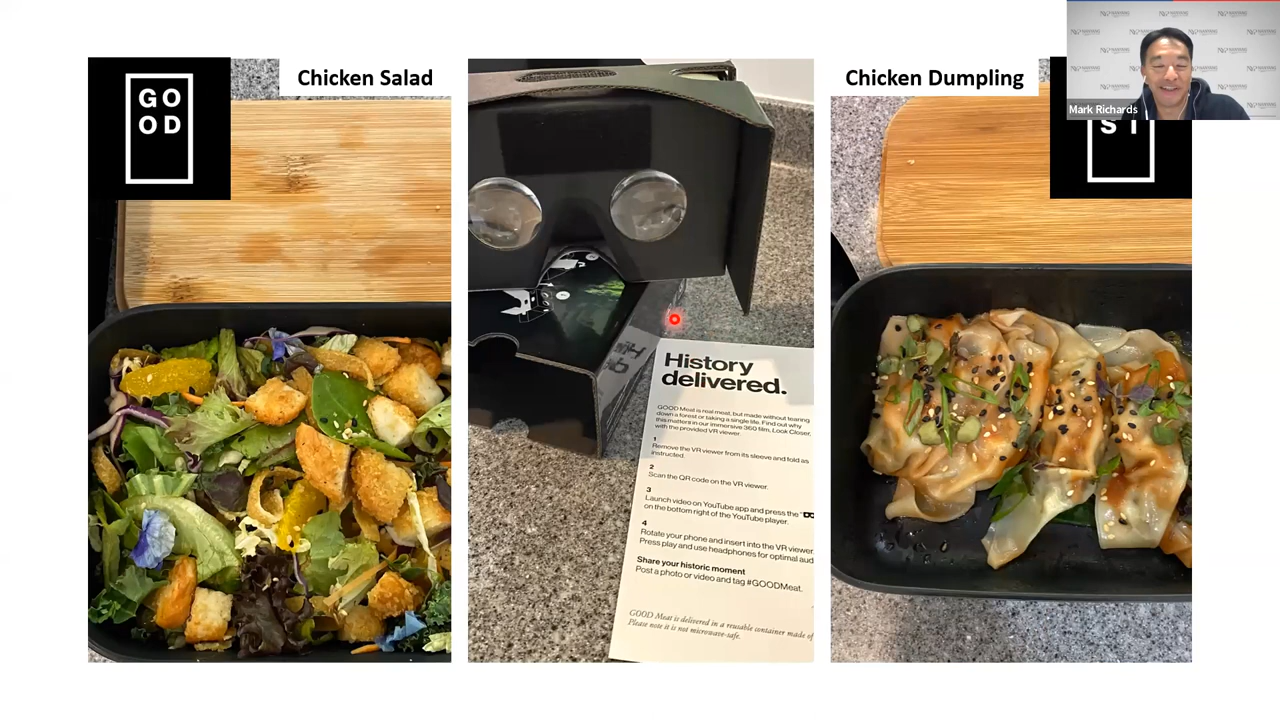 GO
OD
Chicken Salad
Chicken Dumpling
Mark Richards
S T
History
delivered.
GOOD Meat is real meat, but made without tearing
down a forest or taking a single life. Find out why
this matters in our immersive 360 film, Look Closer,
with the provided VR viewer.
1
Remove the VR viewer from its sleeve and fold as
instructed.
2
Scan the QR code on the VR viewer.
3
Launch video on YouTube app and press the "
on the bottom right of the YouTube player.
4
Rotate your phone and insert into the VR viewer.
Press play and use headphones for optimal aud
Share your historic moment
Post a photo or video and tag #GOODMeat.
GOOD Meat is delivered in a reusable container made of
Please note it is not microwave-safe.